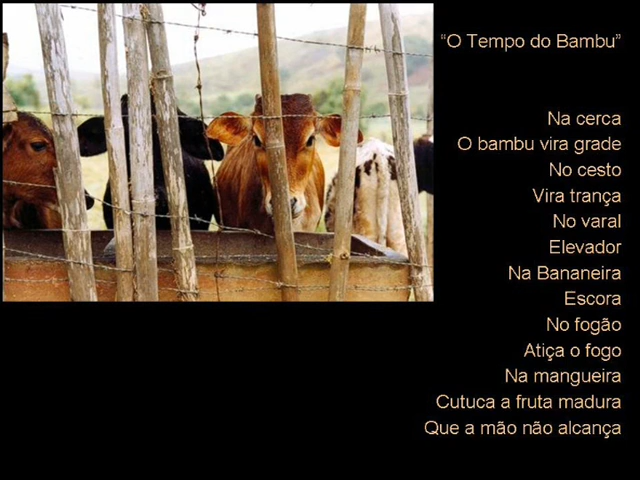 “O Tempo do Bambu”
Na cerca
O bambu vira grade
No cesto
Vira trança
No varal
Elevador
Na Bananeira
Escora
No fogão
Atiça o fogo
Na mangueira
Cutuca a fruta madura
Que a mão não alcança